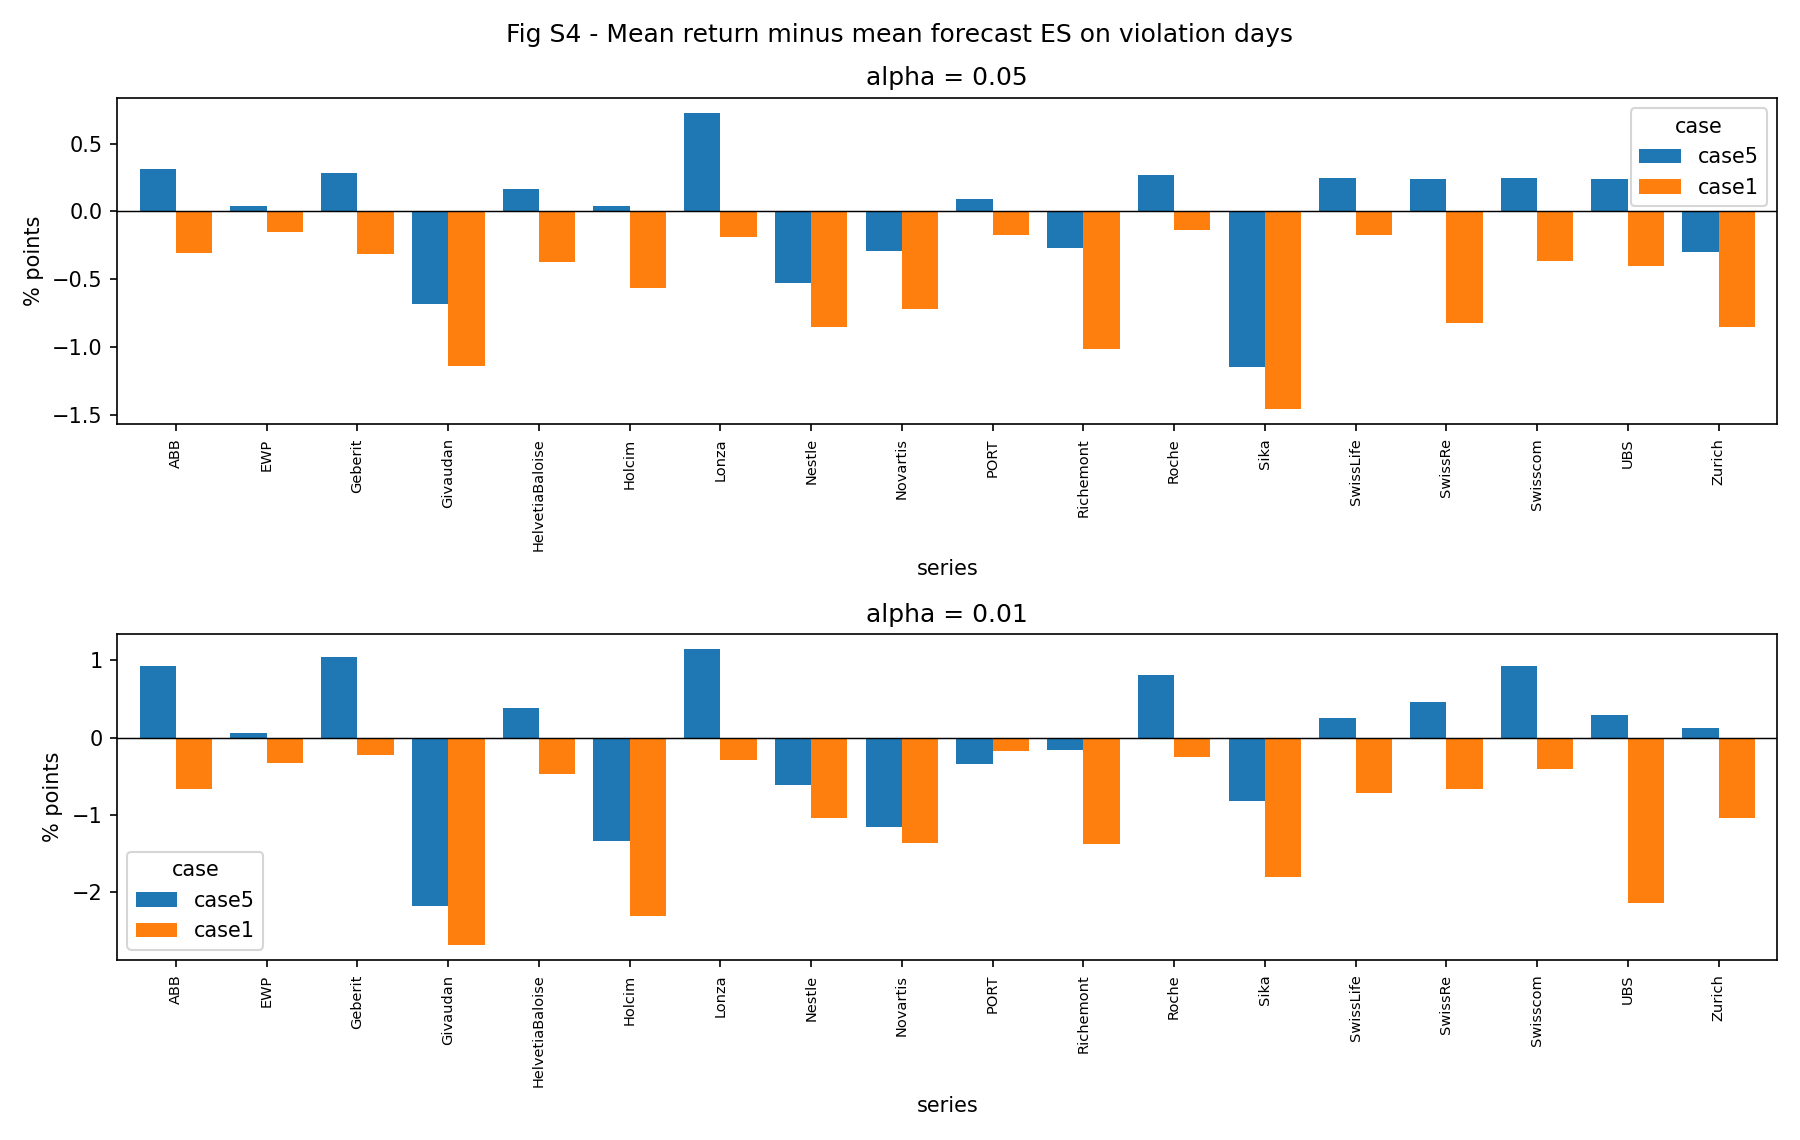 Fig S4 - Mean return minus mean forecast ES on violation days
alpha = 0.05
% points
0.5
0.0
−0.5
−1.0
−1.5
case
case5
case1
ABB
EWP
Geberit
Givaudan
HelvetiaBaloise
Holcim
Lonza
Nestle
Novartis
PORT
Richemont
Roche
Sika
SwissLife
SwissRe
Swisscom
UBS
Zurich
series
alpha = 0.01
% points
1
0
−1
−2
case
case5
case1
ABB
EWP
Geberit
Givaudan
HelvetiaBaloise
Holcim
Lonza
Nestle
Novartis
PORT
Richemont
Roche
Sika
SwissLife
SwissRe
Swisscom
UBS
Zurich
series